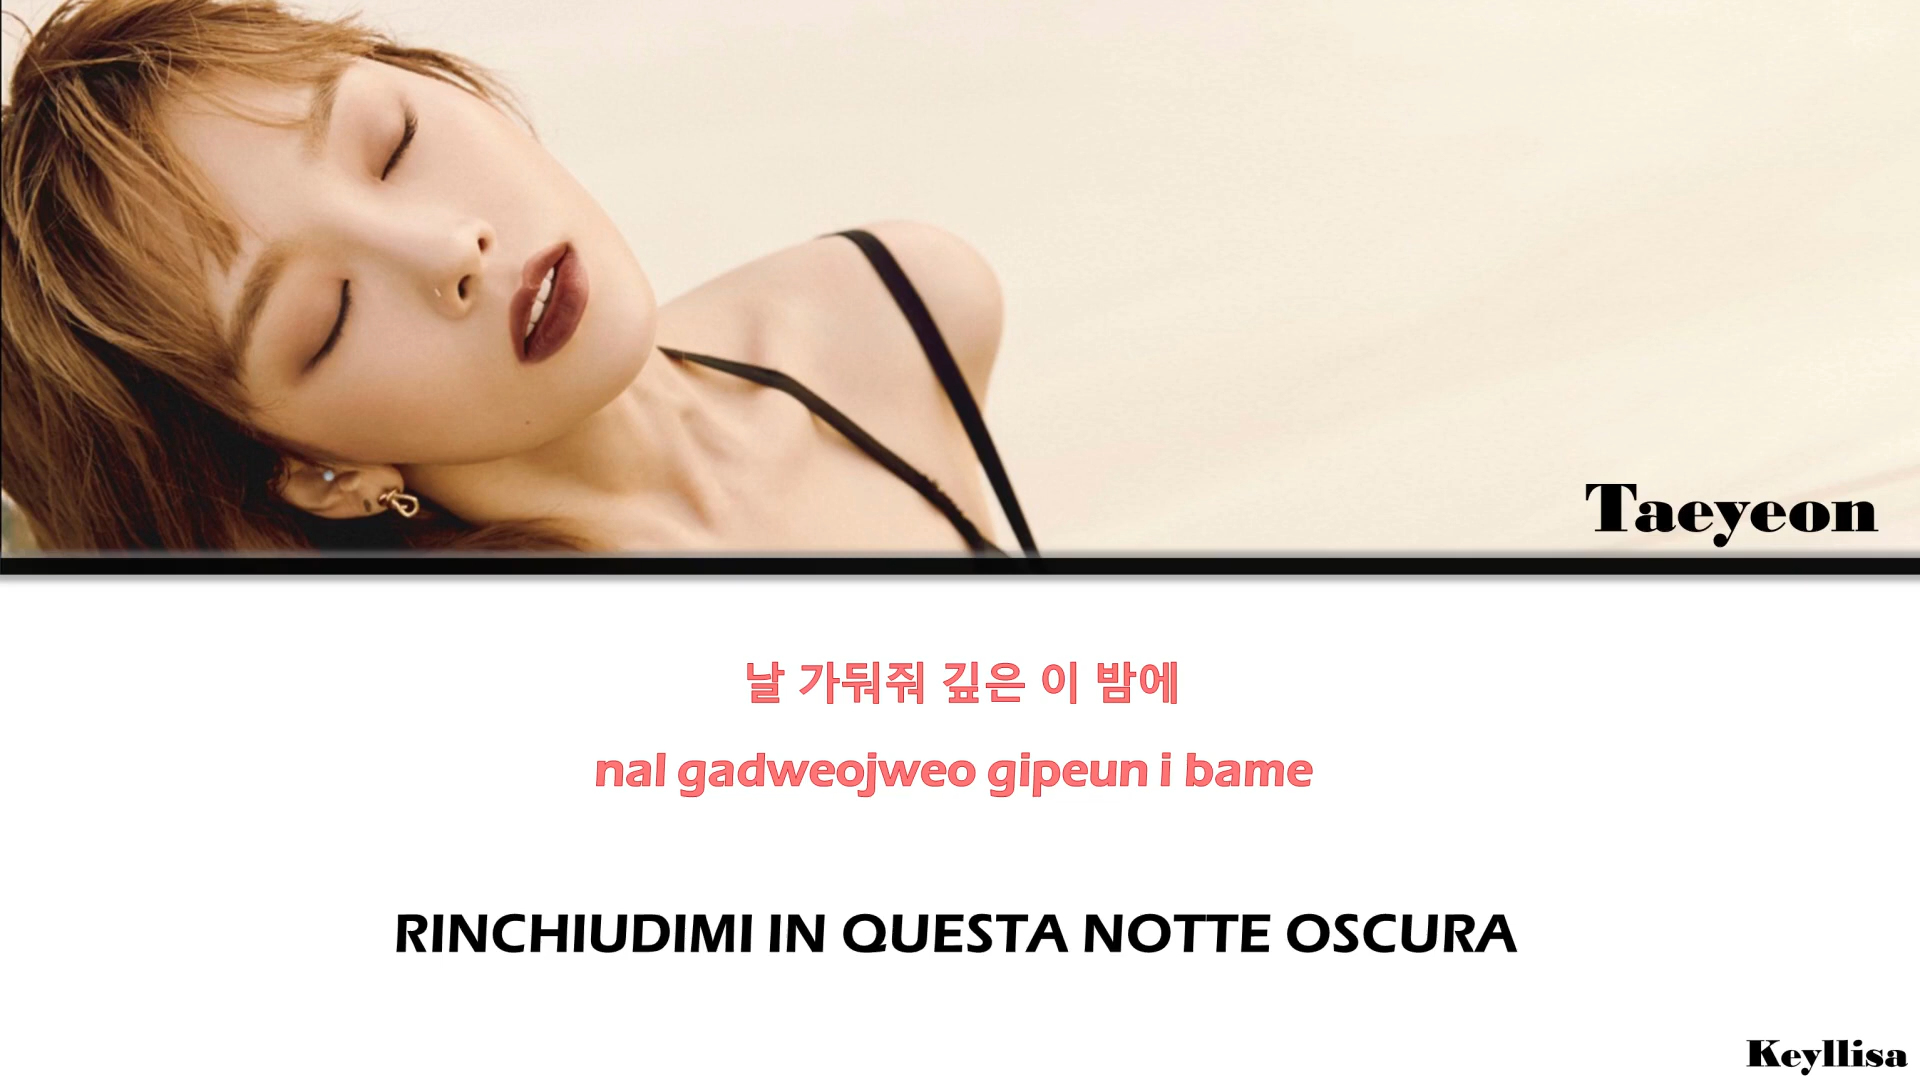 Taeyeon
날 가둬줘 깊은 이 밤에
nal gadweojweo gipeun i bame
RINCHIUDIMI IN QUESTA NOTTE OSCURA
Keyllisa